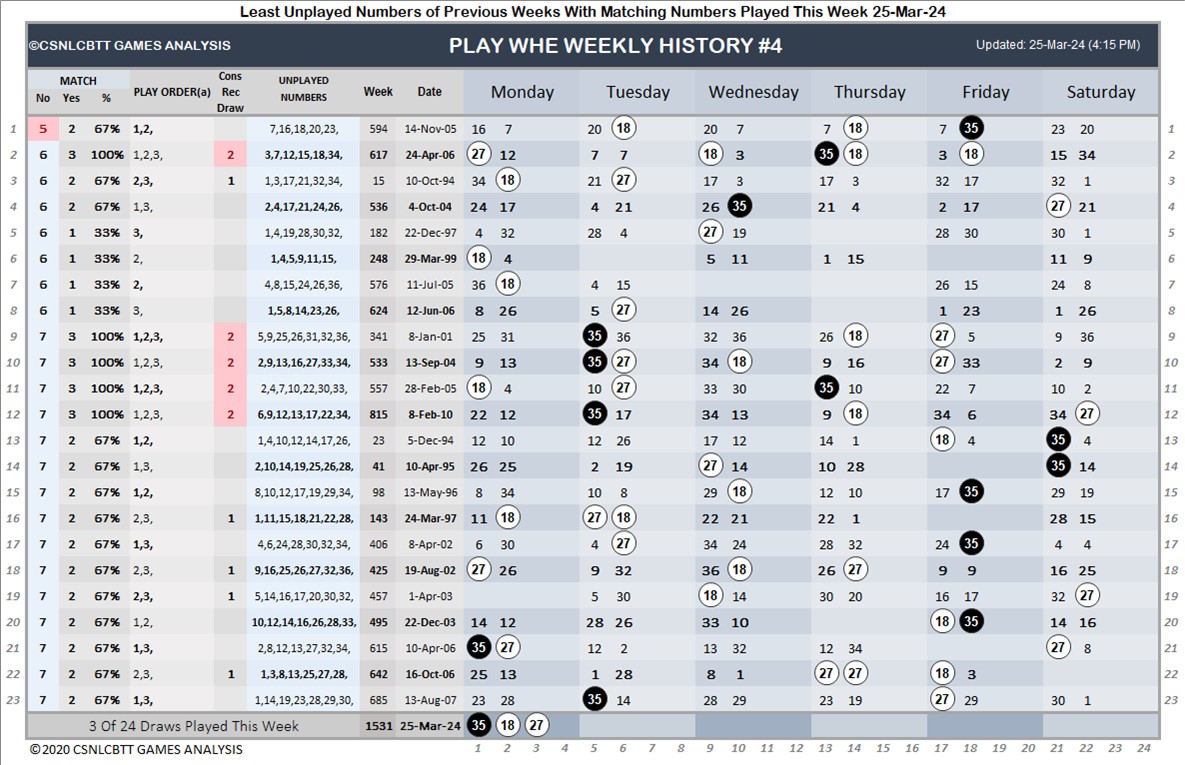 Least Unplayed Numbers of Previous Weeks With Matching Numbers Played This Week 25-Mar-24
©CSNLCBTT GAMES ANALYSIS PLAY WHE WEEKLY HISTORY #4 Updated: 25-Mar-24 (4:15 PM)
MATCH PLAY ORDER(a) Cons Rec Draw UNPLAYED NUMBERS Week Date Monday Tuesday Wednesday Thursday Friday Saturday
No Yes %
1 5 2 67% 1,2, 7,16,18,20,23, 594 14-Nov-05 16 7 20 18 20 7 7 18 7 35 23 20 1
2 6 3 100% 1,2,3, 2 3,7,12,15,18,34, 617 24-Apr-06 27 12 7 7 18 3 35 18 3 18 15 34 2
3 6 2 67% 2,3, 1 1,3,17,21,32,34, 15 10-Oct-94 34 18 21 27 17 3 17 3 32 17 32 1 3
4 6 2 67% 1,3, 2,4,17,21,24,26, 536 4-Oct-04 24 17 4 21 26 35 21 4 2 17 27 21 4
5 6 1 33% 3, 1,4,19,28,30,32, 182 22-Dec-97 4 32 28 4 27 19 28 30 30 1 5
6 6 1 33% 2, 1,4,5,9,11,15, 248 29-Mar-99 18 4 5 11 1 15 11 9 6
7 6 1 33% 2, 4,8,15,24,26,36, 576 11-Jul-05 36 18 4 15 26 15 24 8 7
8 6 1 33% 3, 1,5,8,14,23,26, 624 12-Jun-06 8 26 5 27 14 26 1 23 1 26 8
9 7 3 100% 1,2,3, 2 5,9,25,26,31,32,36, 341 8-Jan-01 25 31 35 36 32 36 26 18 27 5 9 36 9
10 7 3 100% 1,2,3, 2 2,9,13,16,27,33,34, 533 13-Sep-04 9 13 35 27 34 18 9 16 27 33 2 9 10
11 7 3 100% 1,2,3, 2 2,4,7,10,22,30,33, 557 28-Feb-05 18 4 10 27 33 30 35 10 22 7 10 2 11
12 7 3 100% 1,2,3, 2 6,9,12,13,17,22,34, 815 8-Feb-10 22 12 35 17 34 13 9 18 34 6 34 27 12
13 7 2 67% 1,2, 1,4,10,12,14,17,26, 23 5-Dec-94 12 10 12 26 17 12 14 1 18 4 35 4 13
14 7 2 67% 1,3, 2,10,14,19,25,26,28, 41 10-Apr-95 26 25 2 19 27 14 10 28 35 14 14
15 7 2 67% 1,2, 8,10,12,17,19,29,34, 98 13-May-96 8 34 10 8 29 18 12 10 17 35 29 19 15
16 7 2 67% 2,3, 1 1,11,15,18,21,22,28, 143 24-Mar-97 11 18 27 18 22 21 22 1 28 15 16
17 7 2 67% 1,3, 4,6,24,28,30,32,34, 406 8-Apr-02 6 30 4 27 34 24 28 32 24 35 4 4 17
18 7 2 67% 2,3, 1 9,16,25,26,27,32,36, 425 19-Aug-02 27 26 9 32 36 18 26 27 9 9 16 25 18
19 7 2 67% 2,3, 1 5,14,16,17,20,30,32, 457 1-Apr-03 5 30 18 14 30 20 16 17 32 27 19
20 7 2 67% 1,2, 10,12,14,16,26,28,33, 495 22-Dec-03 14 12 28 26 33 10 18 35 14 16 20
21 7 2 67% 1,3, 2,8,12,13,27,32,34, 615 10-Apr-06 35 27 12 2 13 32 12 34 27 8 21
22 7 2 67% 2,3, 1 1,3,8,13,25,27,28, 642 16-Oct-06 25 13 1 28 8 1 27 27 18 3 22
23 7 2 67% 1,3, 1,14,19,23,28,29,30, 685 13-Aug-07 23 28 35 14 28 29 23 19 27 29 30 1 23
3 Of 24 Draws Played This Week 1531 25-Mar-24 35 18 27
©2020 CSNLCBTT GAMES ANALYSIS 1 2 3 4 5 6 7 8 9 10 11 12 13 14 15 16 17 18 19 20 21 22 23 24